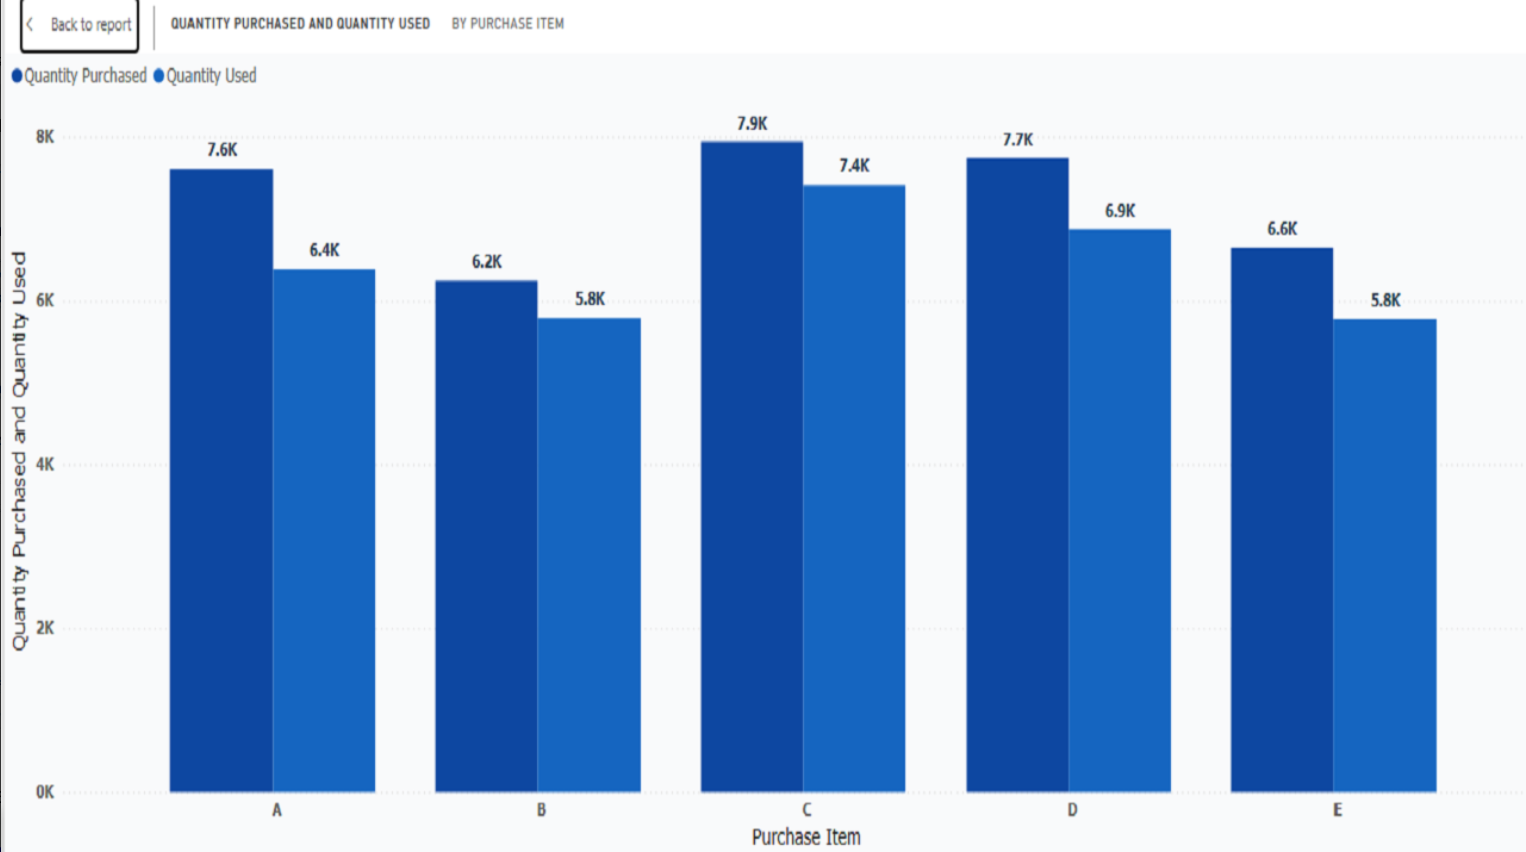 Back to report
QUANTITY PURCHASED AND QUANTITY USED BY PURCHASE ITEM
Quantity Purchased Quantity Used
Quantity Purchased and Quantity Used
8K
6K
4K
2K
0K
7.6K
6.4K
6.2K
5.8K
7.9K
7.4K
7.7K
6.9K
6.6K
5.8K
A B C D E
Purchase Item